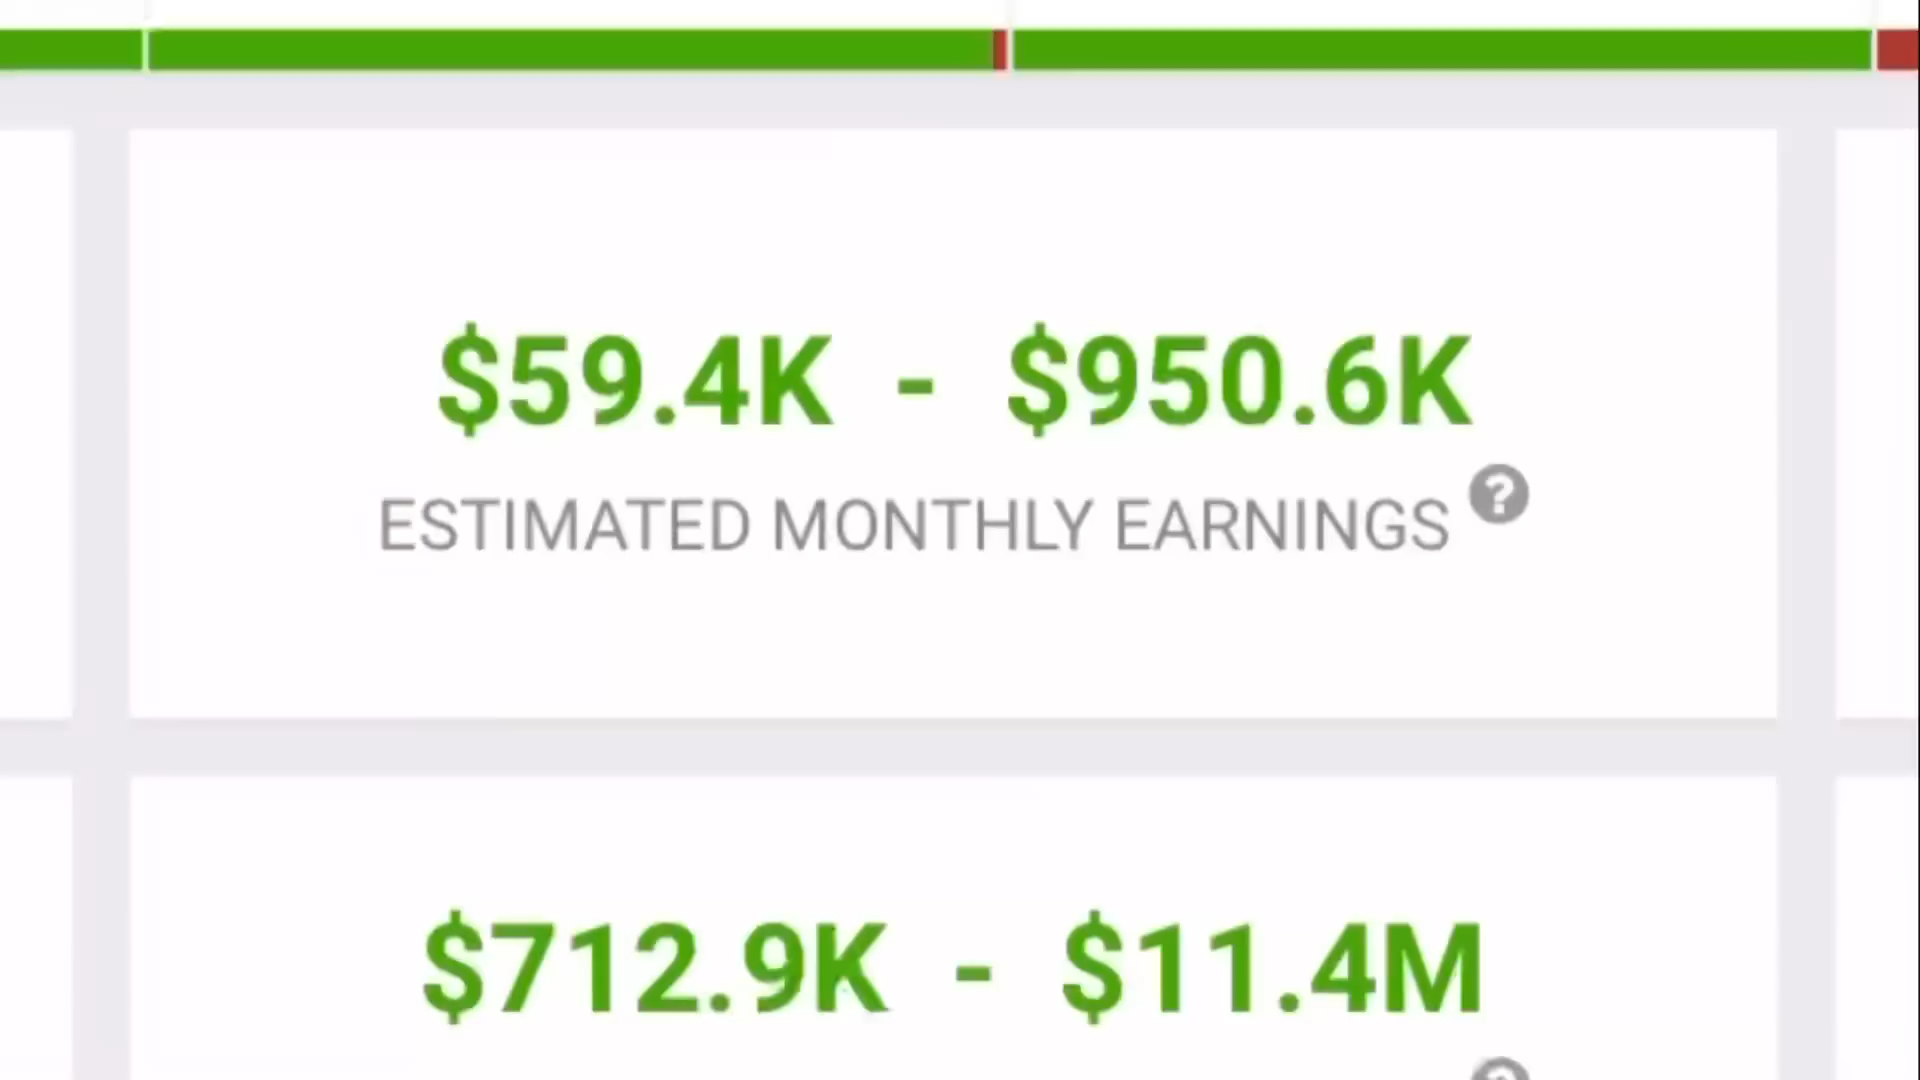 $59.4K - $950.6K
ESTIMATED MONTHLY EARNINGS ?
$712.9K - $11.4M
?